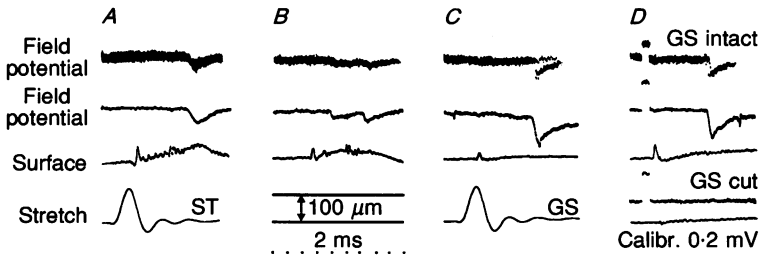 A B C D
Field potential
GS intact
Field potential
Surface
GS cut
Stretch
ST
100 μm
GS
2 ms
Calibr. 0·2 mV